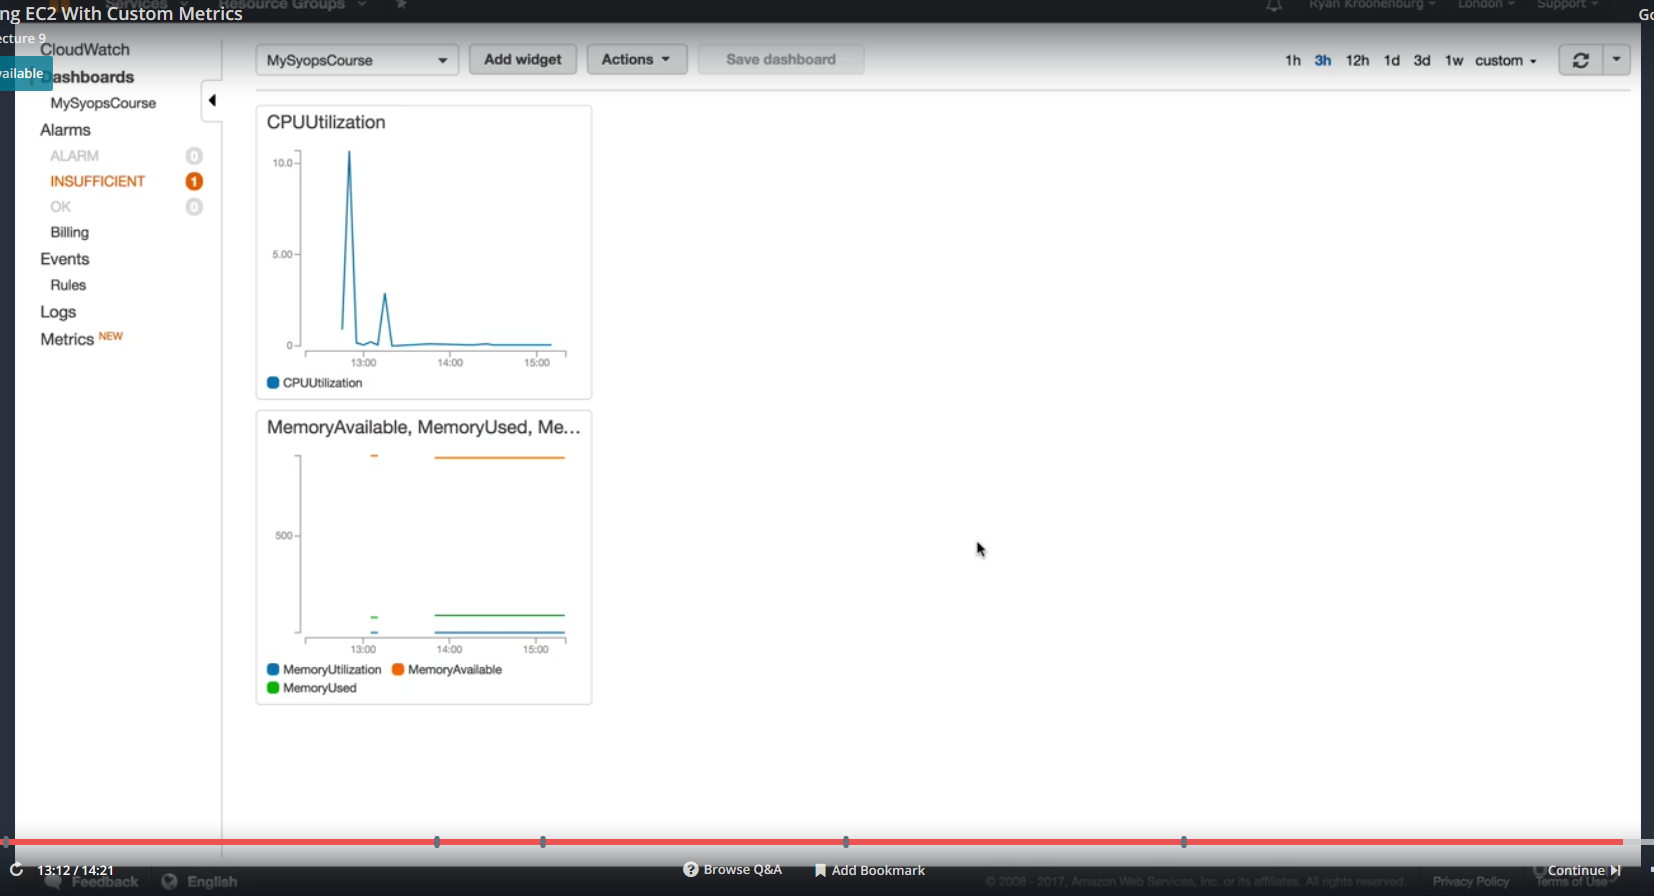 Services Resource Groups Ryan Kroonenburg London Support
ng EC2 With Custom Metrics
ecture 9
CloudWatch
vailable
Dashboards
MySyopsCourse
Alarms
ALARM 0
INSUFFICIENT 1
OK 0
Billing
Events
Rules
Logs
Metrics NEW
MySyopsCourse Add widget Actions Save dashboard 1h 3h 12h 1d 3d 1w custom
CPUUtilization
10.0
5.00
0
13:00 14:00 15:00
CPUUtilization
MemoryAvailable, MemoryUsed, Me...
500
13:00 14:00 15:00
MemoryUtilization MemoryAvailable
MemoryUsed
13:12 / 14:21 Browse Q&A Add Bookmark Continue
Feedback English © 2008 - 2017, Amazon Web Services, Inc. or its affiliates. All rights reserved. Privacy Policy Terms of Use